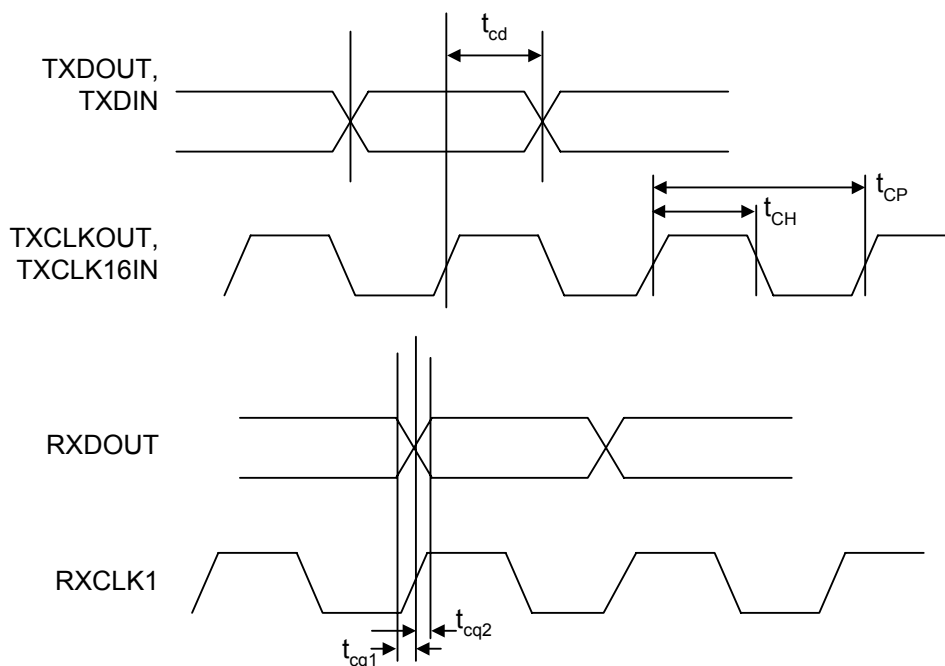 t_cd
TXDOUT,
TXDIN
t_CP
t_CH
TXCLKOUT,
TXCLK16IN
RXDOUT
RXCLK1
t_cq2
t_cq1